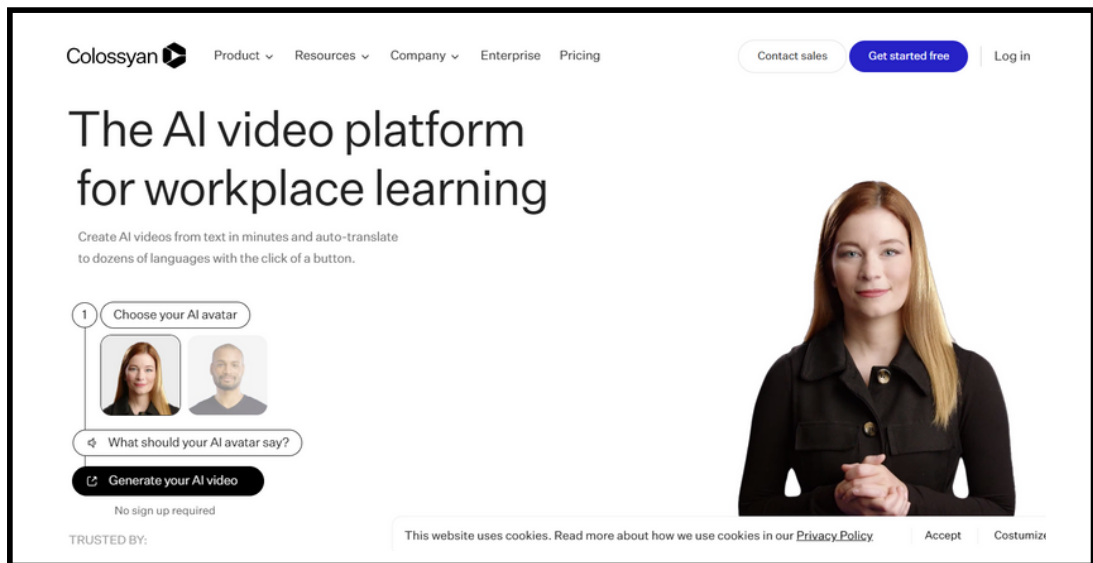 Colossyan Product Resources Company Enterprise Pricing Contact sales Get started free Log in
The AI video platform
for workplace learning
Create AI videos from text in minutes and auto-translate
to dozens of languages with the click of a button.
1 Choose your AI avatar
What should your AI avatar say?
Generate your AI video
No sign up required
TRUSTED BY:
This website uses cookies. Read more about how we use cookies in our Privacy Policy Accept Costumize